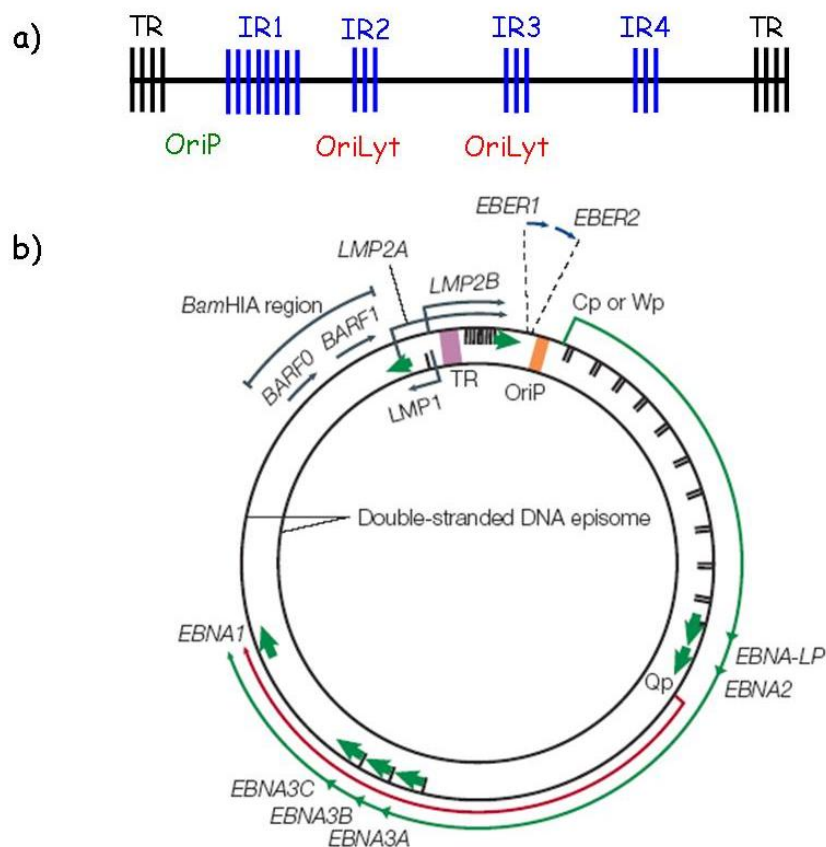 a)
TR IR1 IR2 IR3 IR4 TR
OriP OriLyt OriLyt
b)
EBER1
EBER2
LMP2A
LMP2B
BamHIA region
Cp or Wp
BARF1
BARF0
TR
OriP
LMP1
Double-stranded DNA episome
EBNA1
EBNA-LP
Qp
EBNA2
EBNA3C
EBNA3B
EBNA3A